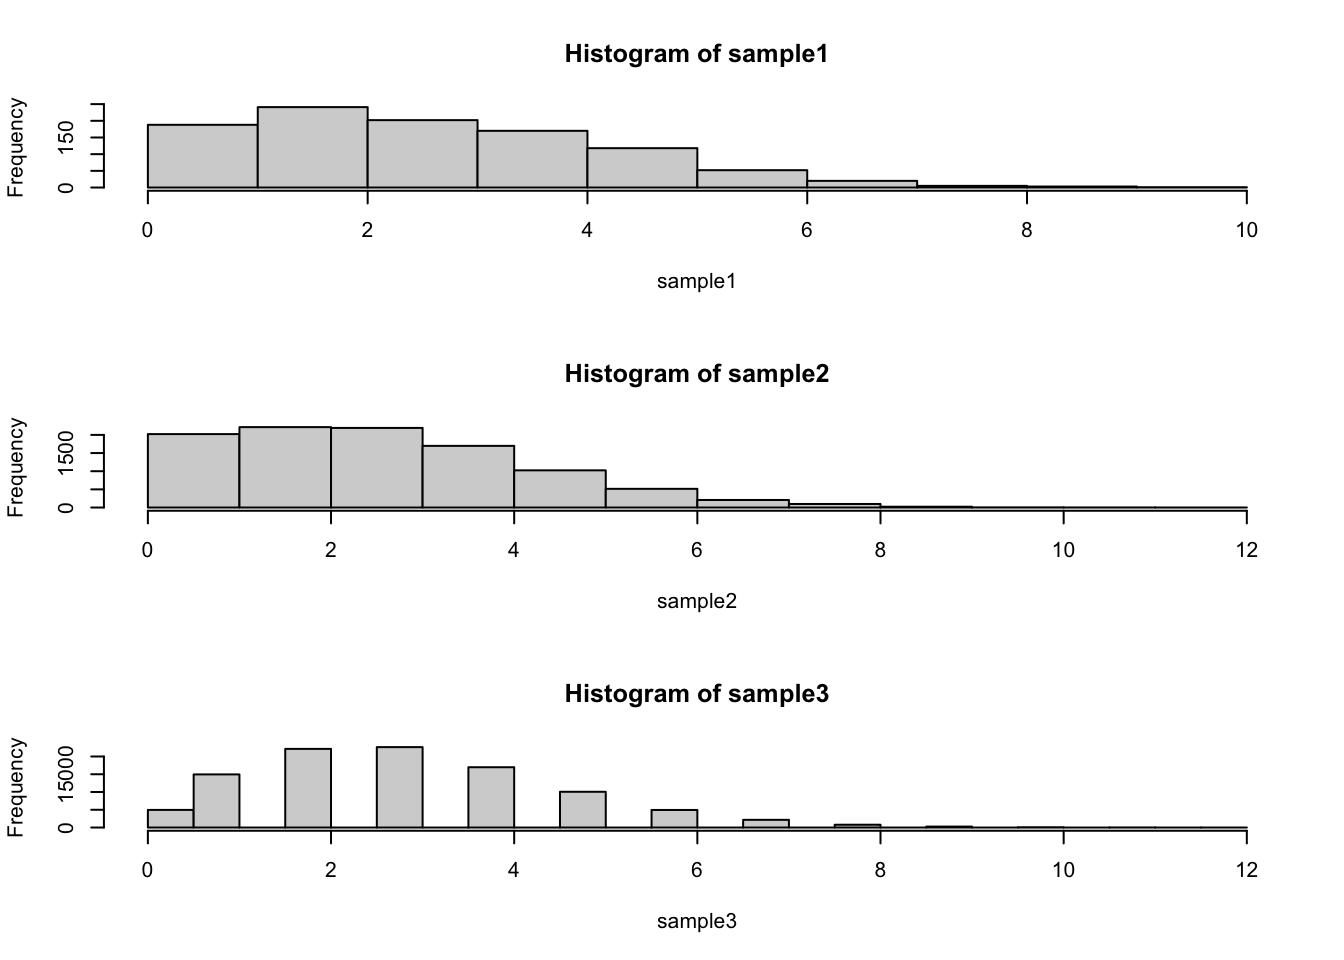 Histogram of sample1
Frequency
150
0
0 2 4 6 8 10
sample1
Histogram of sample2
Frequency
1500
0
0 2 4 6 8 10 12
sample2
Histogram of sample3
Frequency
15000
0
0 2 4 6 8 10 12
sample3